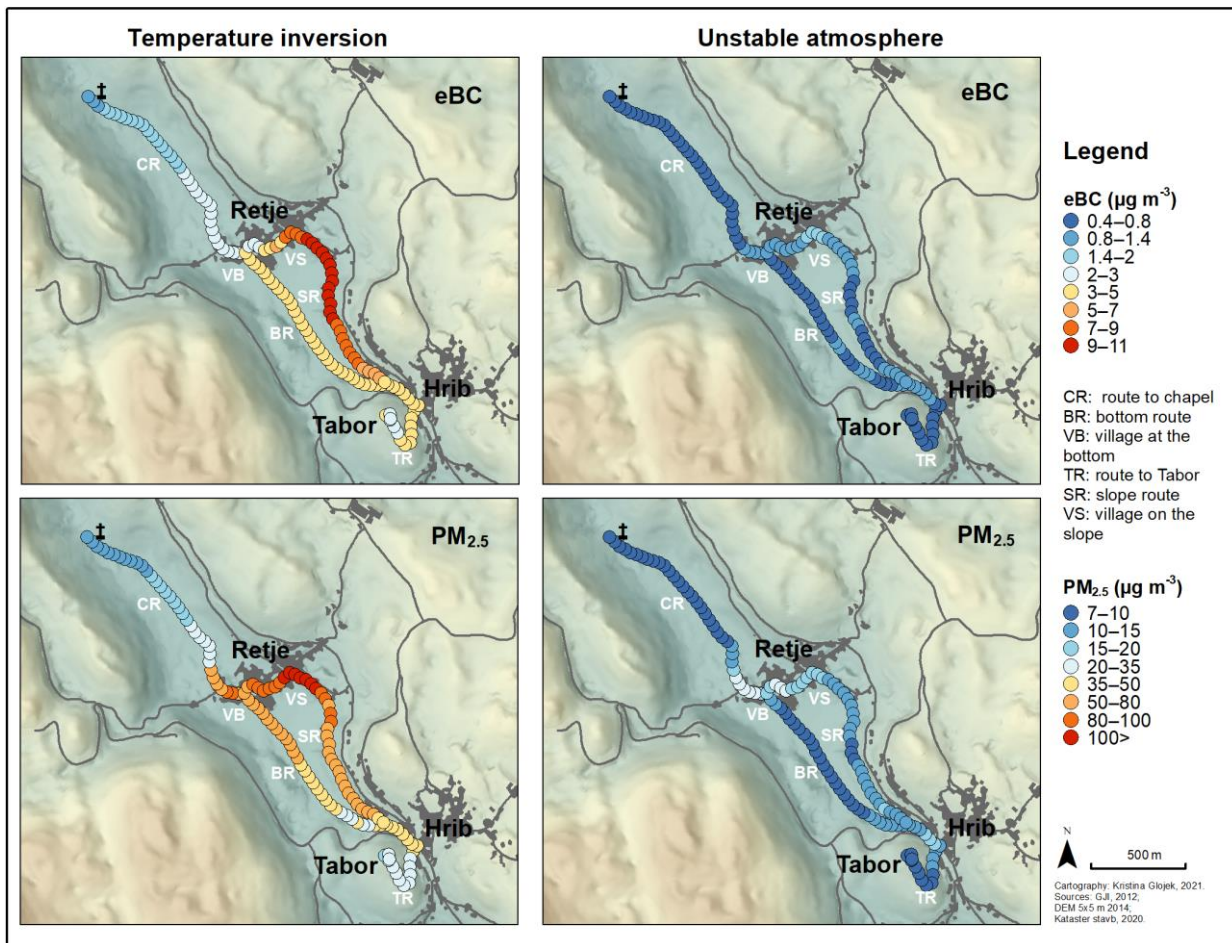 Temperature inversion
Unstable atmosphere
eBC
CR
Retje
VB
VS
SR
BR
Hrib
Tabor
TR
eBC
CR
Retje
VB
VS
SR
BR
Hrib
Tabor
TR
PM2.5
CR
Retje
VB
VS
SR
BR
Hrib
Tabor
TR
PM2.5
CR
Retje
VB
VS
SR
BR
Hrib
Tabor
TR
Legend
eBC (µg m-3)
0.4–0.8
0.8–1.4
1.4–2
2–3
3–5
5–7
7–9
9–11
CR: route to chapel
BR: bottom route
VB: village at the
bottom
TR: route to Tabor
SR: slope route
VS: village on the
slope
PM2.5 (µg m-3)
7–10
10–15
15–20
20–35
35–50
50–80
80–100
100>
N
500 m
Cartography: Kristina Glojek, 2021.
Sources: GJI, 2012;
DEM 5x5 m 2014;
Kataster stavb, 2020.